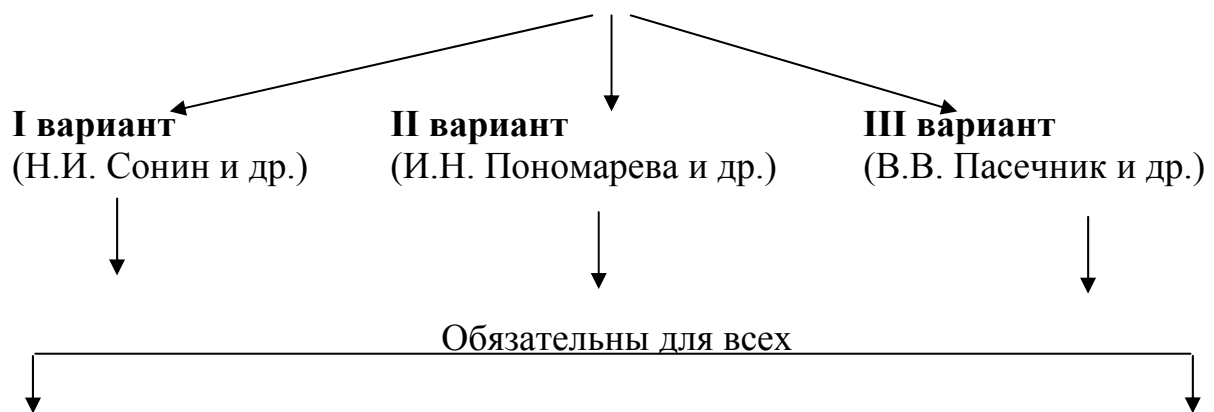 I вариант II вариант III вариант
(Н.И. Сонин и др.) (И.Н. Пономарева и др.) (В.В. Пасечник и др.)
Обязательны для всех